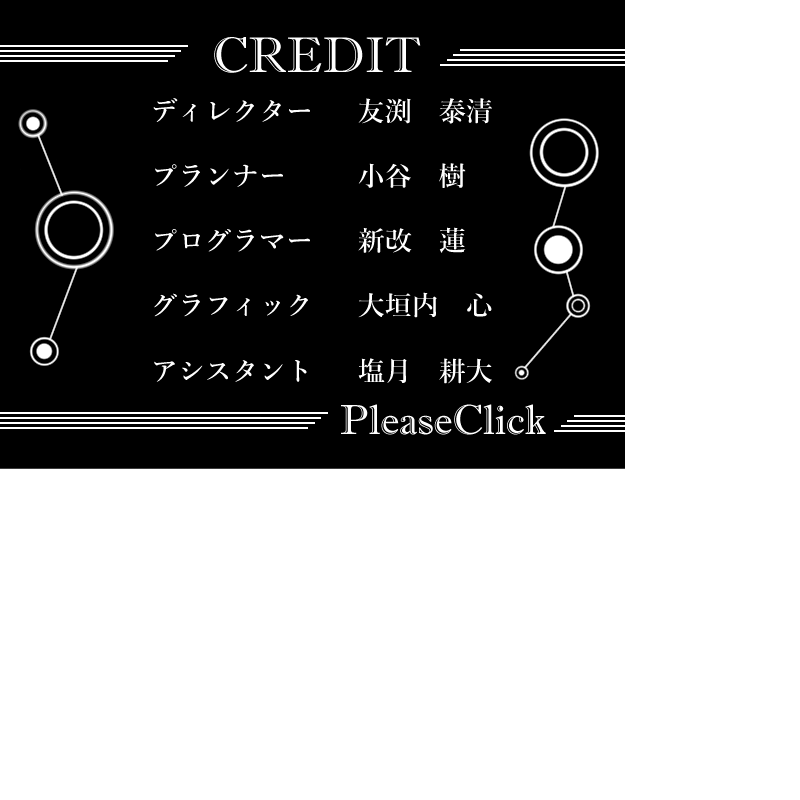 CREDIT
ディレクター　友渕　泰清
プランナー　小谷　樹
プログラマー　新改　蓮
グラフィック　大垣内　心
アシスタント　塩月　耕大
PleaseClick